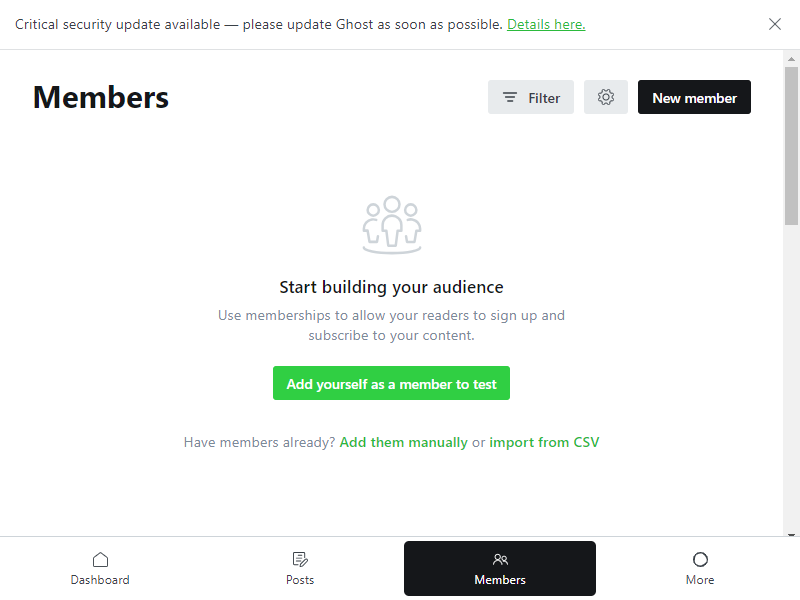 Critical security update available — please update Ghost as soon as possible. Details here.
Members
Filter
New member
Start building your audience
Use memberships to allow your readers to sign up and
subscribe to your content.
Add yourself as a member to test
Have members already? Add them manually or import from CSV
Dashboard
Posts
Members
More